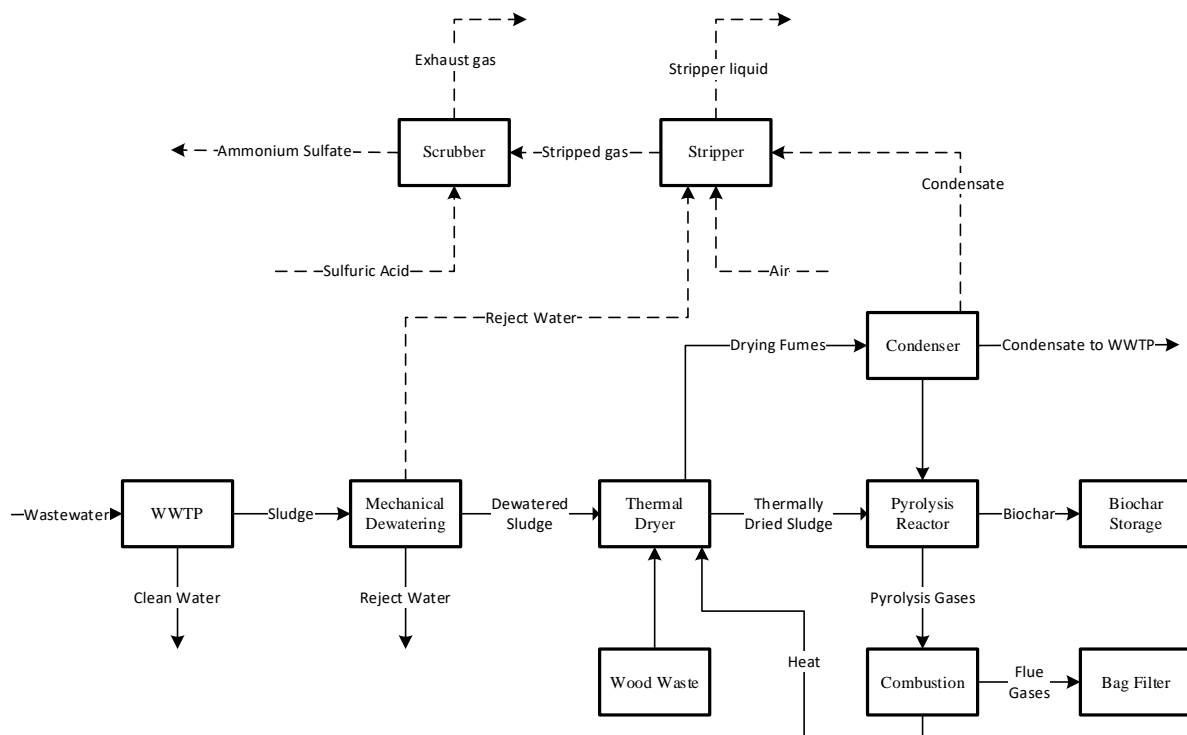 Exhaust gas
Stripper liquid
Ammonium Sulfate
Scrubber
Stripped gas
Stripper
Condensate
Sulfuric Acid
Air
Reject Water
Drying Fumes
Condenser
Condensate to WWTP
Wastewater
WWTP
Sludge
Mechanical
Dewatering
Dewatered
Sludge
Thermal
Dryer
Thermally
Dried Sludge
Pyrolysis
Reactor
Biochar
Biochar
Storage
Clean Water
Reject Water
Pyrolysis Gases
Wood Waste
Heat
Combustion
Flue
Gases
Bag Filter